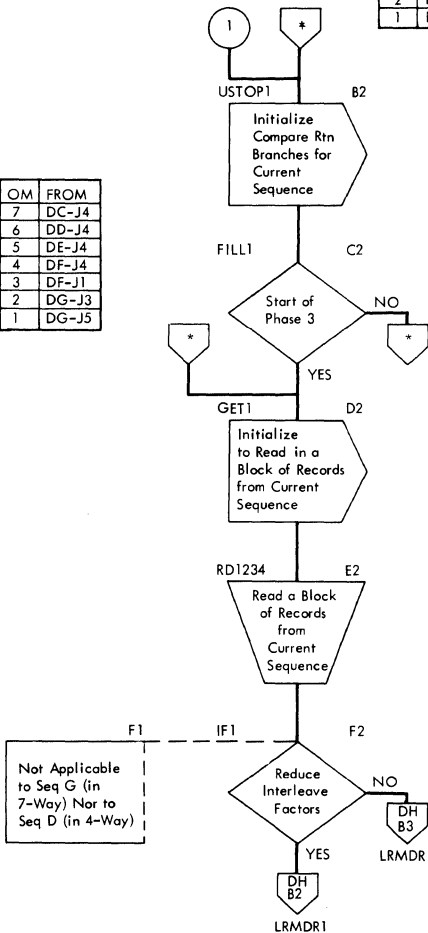 1
*
2
1
USTOP1 B2
Initialize
Compare Rtn
Branches for
Current
Sequence
OM FROM
7 DC-J4
6 DD-J4
5 DE-J4
4 DF-J4
3 DF-J1
2 DG-J3
1 DG-J5
FILL1 C2
Start of
Phase 3
NO
*
*
YES
GET1 D2
Initialize
to Read in a
Block of Records
from Current
Sequence
RD1234 E2
Read a Block
of Records
from
Current
Sequence
F1 IF1 F2
Not Applicable
to Seq G (in
7-Way) Nor to
Seq D (in 4-Way)
Reduce
Interleave
Factors
NO
DH
B3
LRMDR
YES
DH
B2
LRMDR1